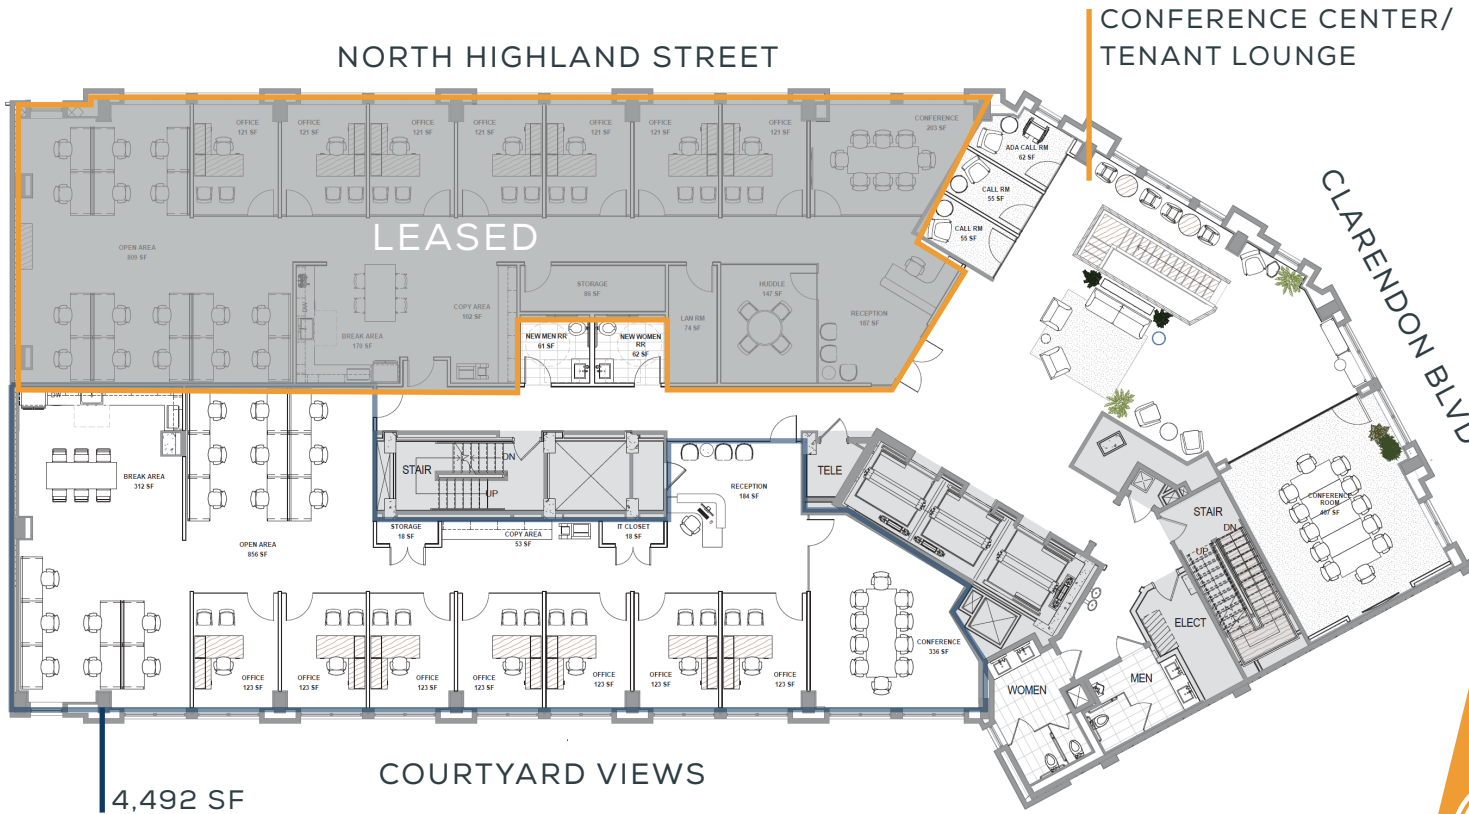 CONFERENCE CENTER/
TENANT LOUNGE
NORTH HIGHLAND STREET
CLARENDON BLVD
OFFICE
121 SF
OFFICE
121 SF
OFFICE
121 SF
OFFICE
121 SF
OFFICE
121 SF
OFFICE
121 SF
OFFICE
121 SF
CONFERENCE
203 SF
ADA CALL RM
62 SF
CALL RM
55 SF
CALL RM
55 SF
LEASED
OPEN AREA
809 SF
STORAGE
86 SF
HUDDLE
147 SF
COPY AREA
102 SF
LAN RM
74 SF
RECEPTION
187 SF
BREAK AREA
178 SF
DW
NEW MEN RR
61 SF
NEW WOMEN
RR
62 SF
DW
BREAK AREA
312 SF
OPEN AREA
856 SF
STAIR
DN
UP
RECEPTION
184 SF
TELE
STORAGE
18 SF
COPY AREA
53 SF
IT CLOSET
18 SF
CONFERENCE
ROOM
407 SF
STAIR
DN
UP
ELECT
OFFICE
123 SF
OFFICE
123 SF
OFFICE
123 SF
OFFICE
123 SF
OFFICE
123 SF
OFFICE
123 SF
OFFICE
123 SF
CONFERENCE
336 SF
WOMEN
MEN
COURTYARD VIEWS
4,492 SF